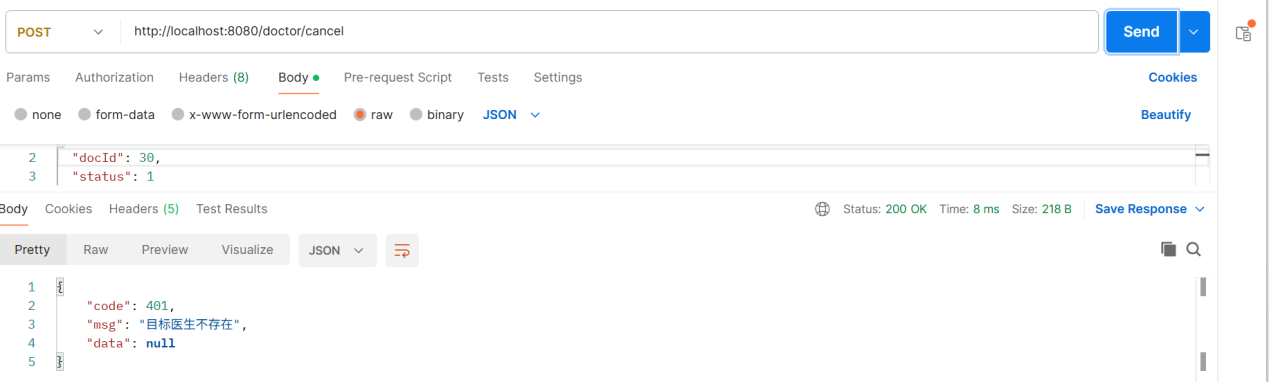 POST http://localhost:8080/doctor/cancel Send
Params Authorization Headers (8) Body Pre-request Script Tests Settings Cookies
none form-data x-www-form-urlencoded raw binary JSON Beautify
2 "docId": 30,
3 "status": 1
Body Cookies Headers (5) Test Results Status: 200 OK Time: 8 ms Size: 218 B Save Response
Pretty Raw Preview Visualize JSON
1 {
2 "code": 401,
3 "msg": "目标医生不存在",
4 "data": null
5 }